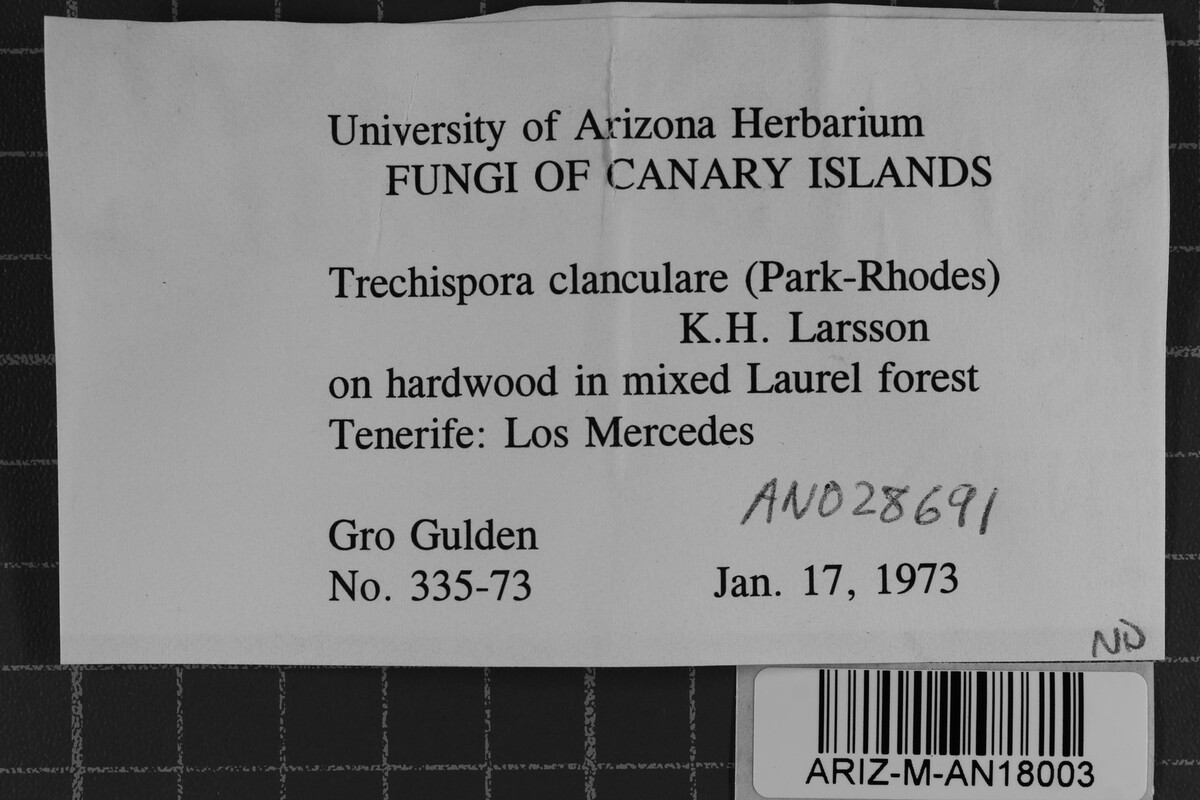 University of Arizona Herbarium
FUNGI OF CANARY ISLANDS
Trechispora clanculare (Park-Rhodes)
K.H. Larsson
on hardwood in mixed Laurel forest
Tenerife: Los Mercedes
AN028691
Gro Gulden
No. 335-73
Jan. 17, 1973
ARIZ-M-AN18003